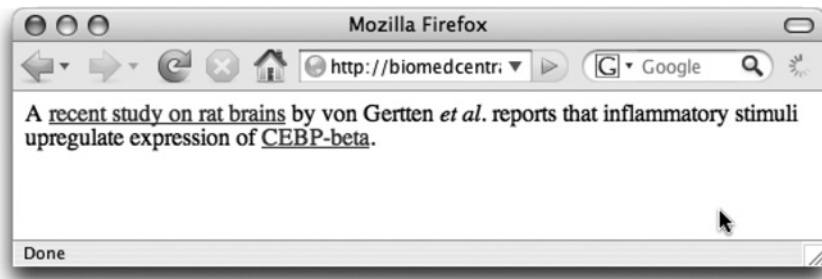 Mozilla Firefox
http://biomedcentr
G Google
A recent study on rat brains by von Gertten et al. reports that inflammatory stimuli
upregulate expression of CEBP-beta.
Done